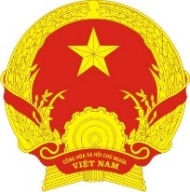 CỘNG HÒA XÃ HỘI CHỦ NGHĨA
VIỆT NAM